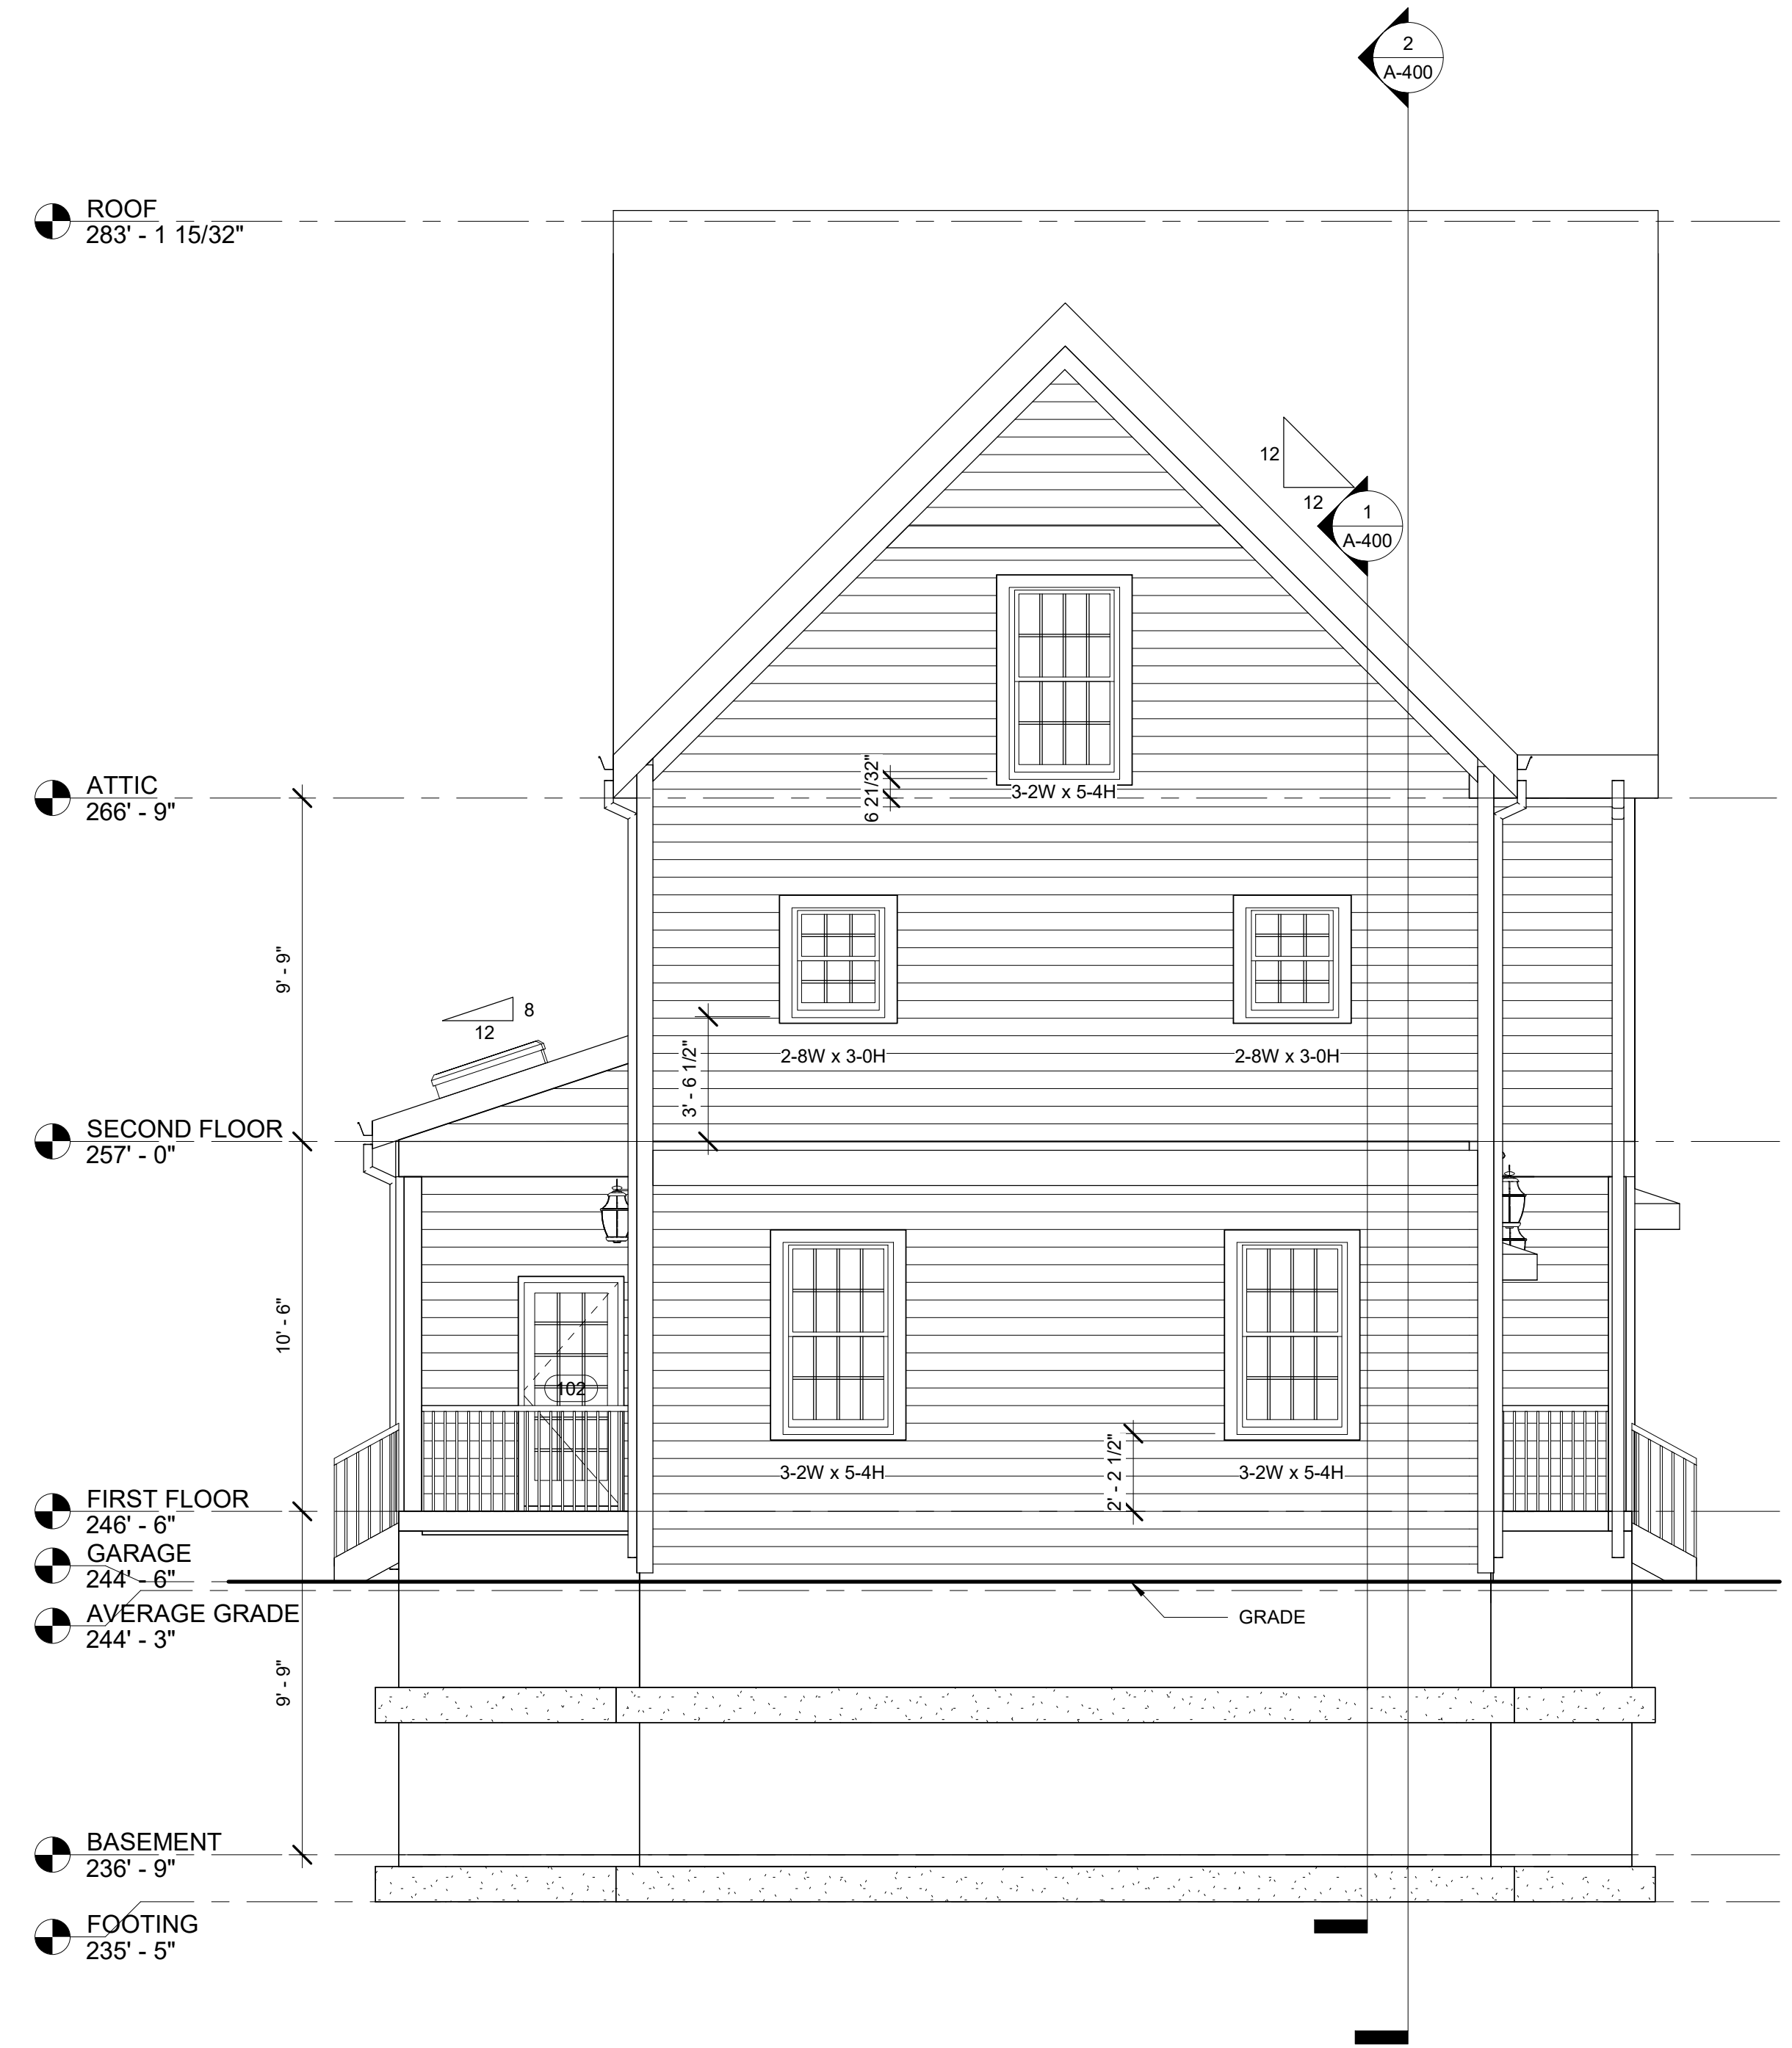 2
A-400
ROOF
283' - 1 15/32"
12
12
1
A-400
ATTIC
266' - 9"
6 21/32"
3-2W x 5-4H
9' - 9"
8
12
2-8W x 3-0H
2-8W x 3-0H
3' - 6 1/2"
SECOND FLOOR
257' - 0"
10' - 6"
102
3-2W x 5-4H
2' - 2 1/2"
3-2W x 5-4H
FIRST FLOOR
246' - 6"
GARAGE
244' - 6"
AVERAGE GRADE
244' - 3"
GRADE
9' - 9"
BASEMENT
236' - 9"
FOOTING
235' - 5"